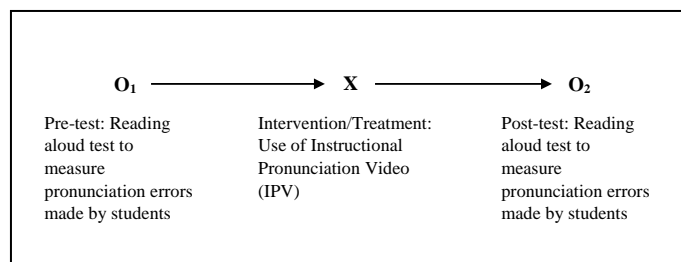 O₁ X O₂
Pre-test: Reading
aloud test to
measure
pronunciation errors
made by students
Intervention/Treatment:
Use of Instructional
Pronunciation Video
(IPV)
Post-test: Reading
aloud test to
measure
pronunciation errors
made by students